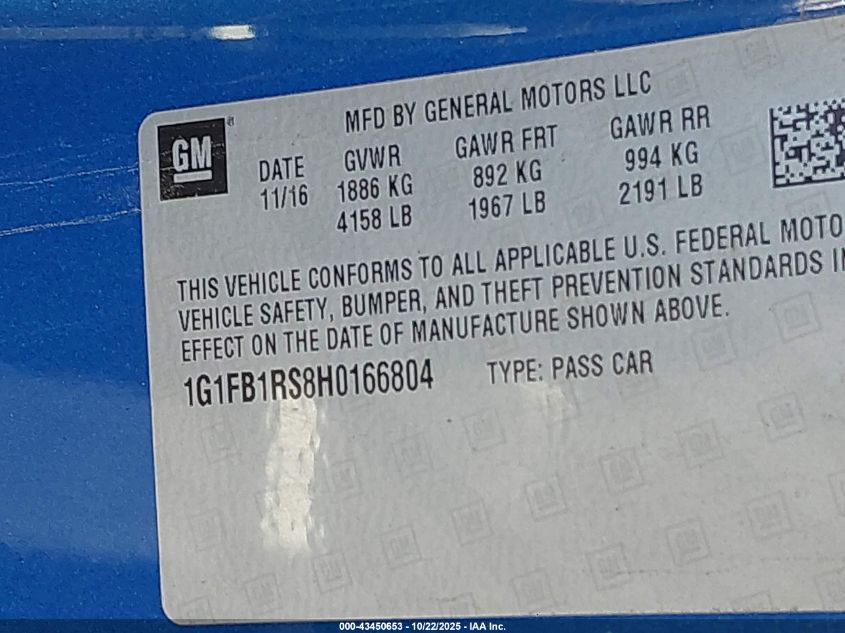 MFD BY GENERAL MOTORS LLC
GM ®
DATE GVWR GAWR FRT GAWR RR
11/16 1886 KG 892 KG 994 KG
4158 LB 1967 LB 2191 LB
THIS VEHICLE CONFORMS TO ALL APPLICABLE U.S. FEDERAL MOTO
VEHICLE SAFETY, BUMPER, AND THEFT PREVENTION STANDARDS IN
EFFECT ON THE DATE OF MANUFACTURE SHOWN ABOVE.
1G1FB1RS8H0166804 TYPE: PASS CAR
000-43450653 - 10/22/2025 - IAA Inc.